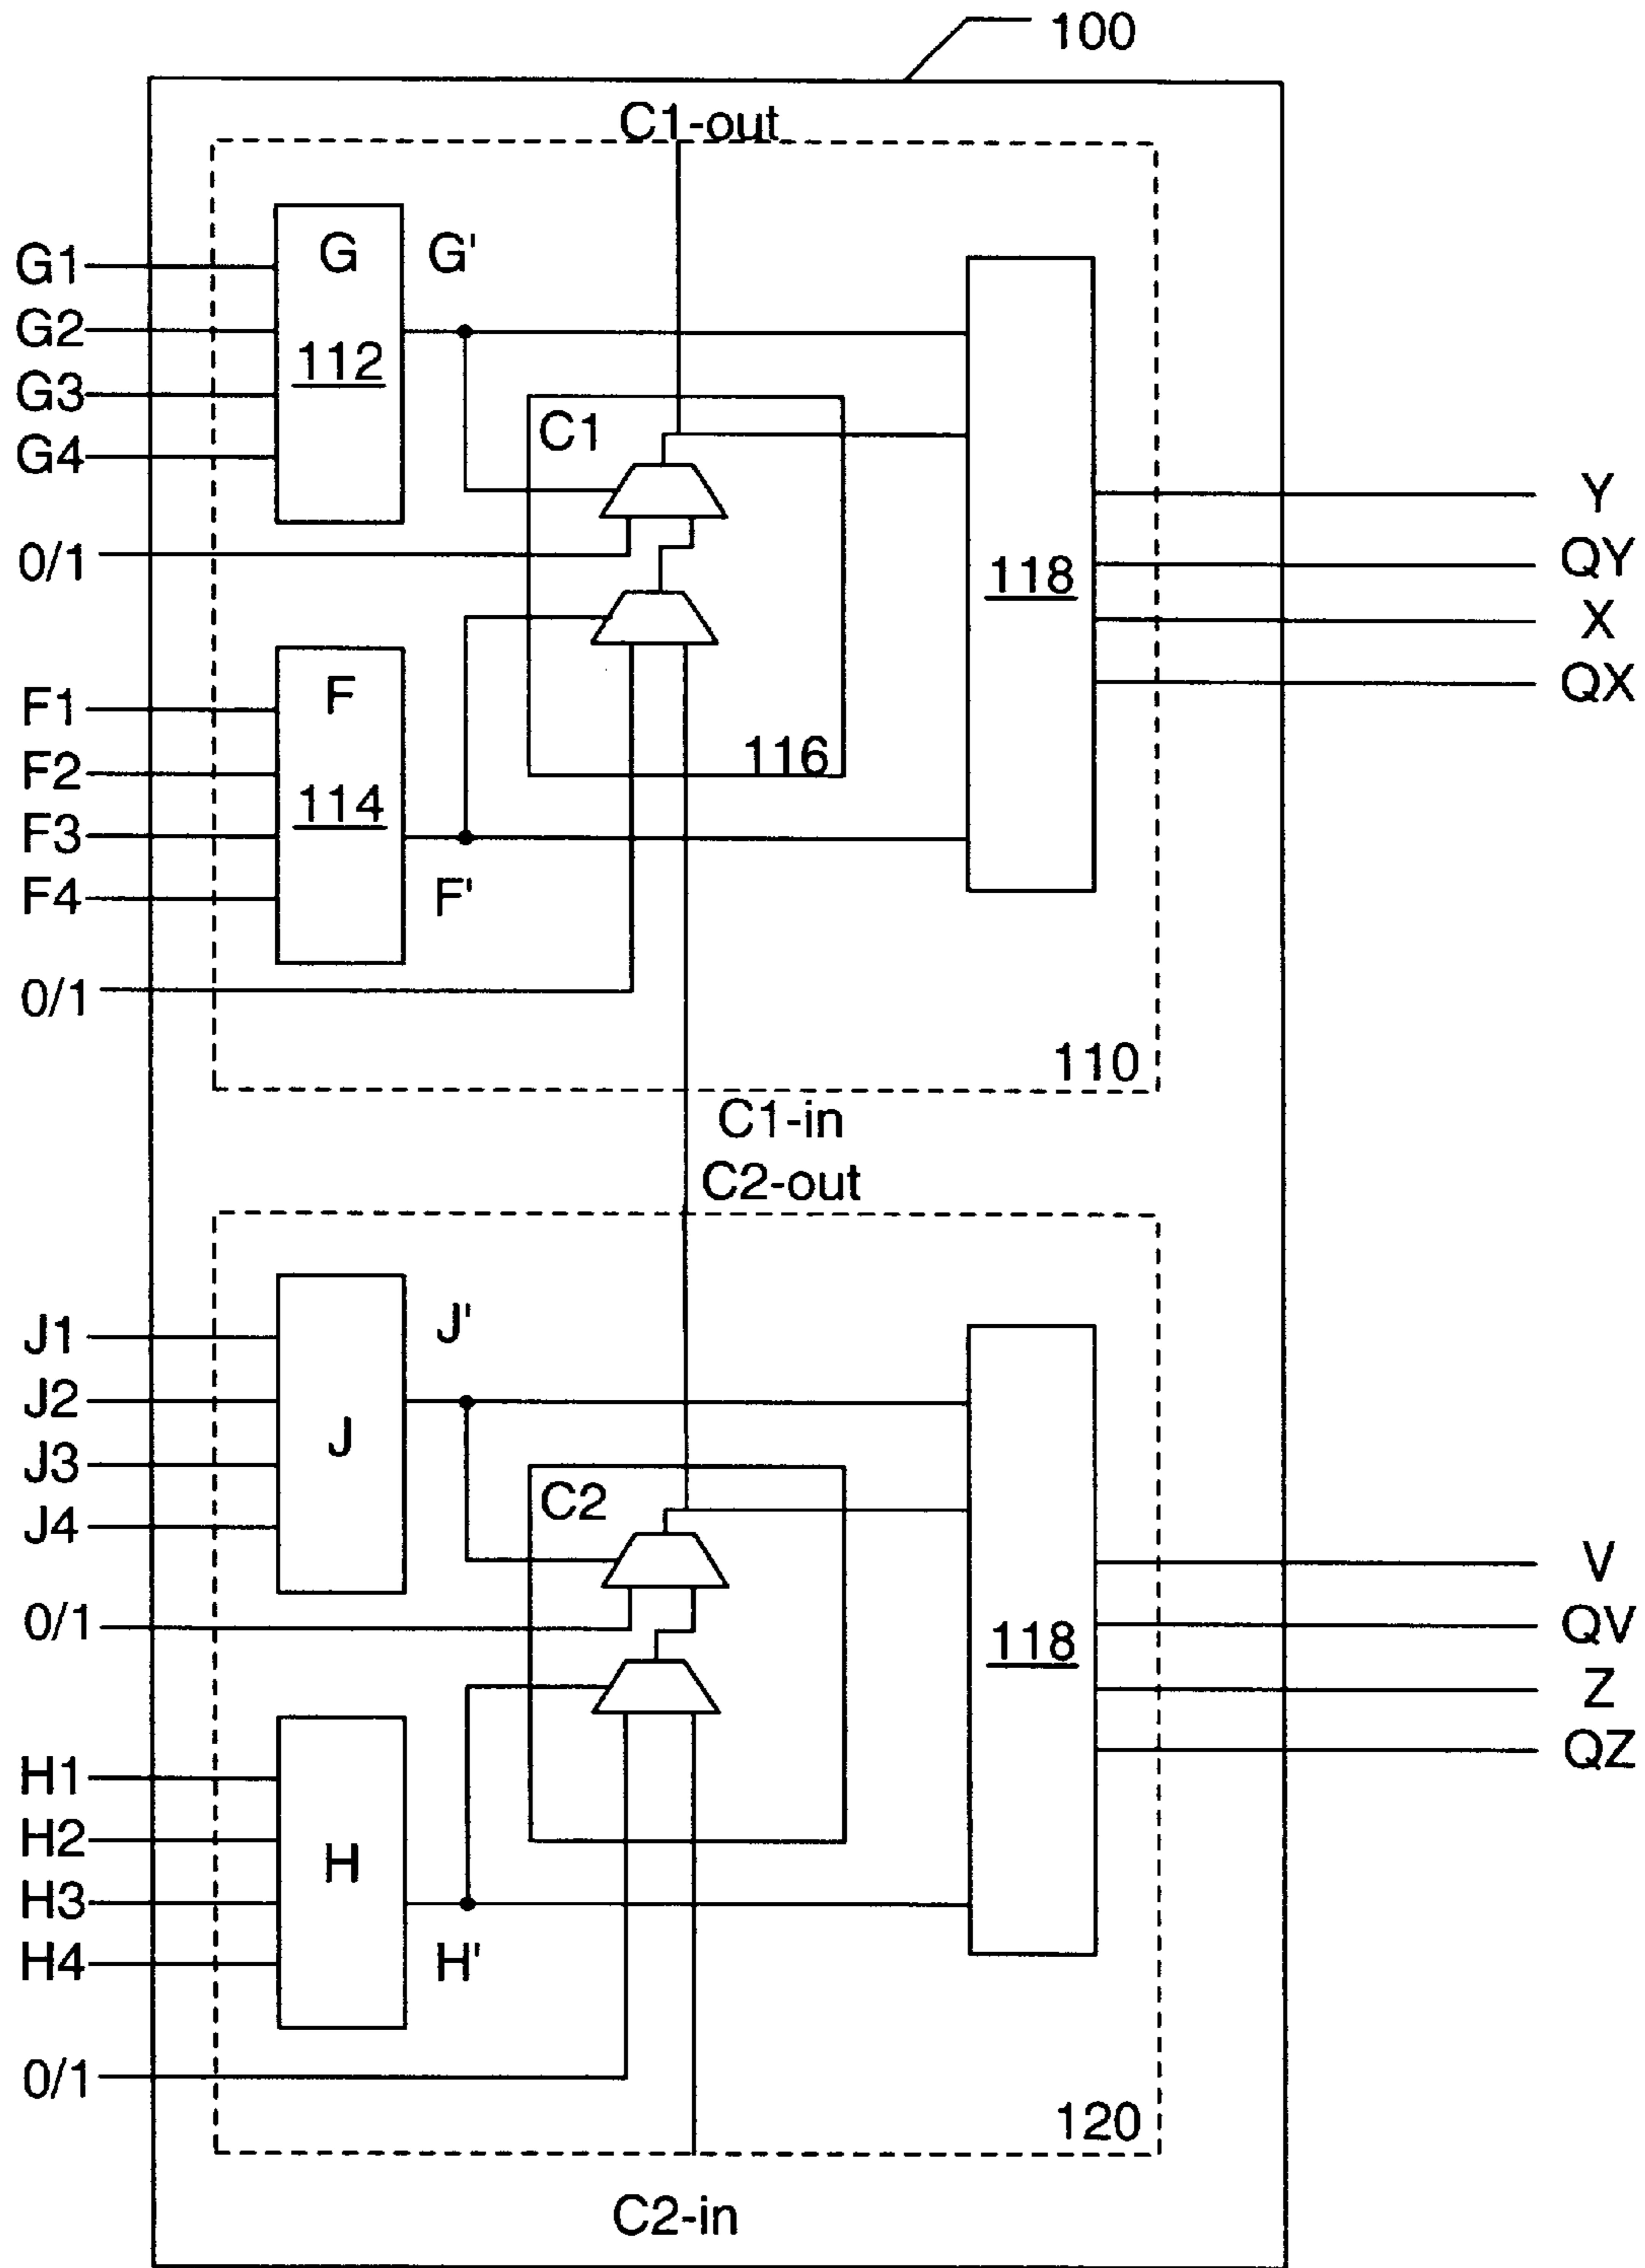 100
C1-out
G1
G2
G3
G4
G
112
G'
0/1
C1
116
118
Y
QY
X
QX
F1
F2
F3
F4
F
114
F'
0/1
110
C1-in
C2-out
J1
J2
J3
J4
J
J'
0/1
C2
118
V
QV
Z
QZ
H1
H2
H3
H4
H
H'
0/1
120
C2-in